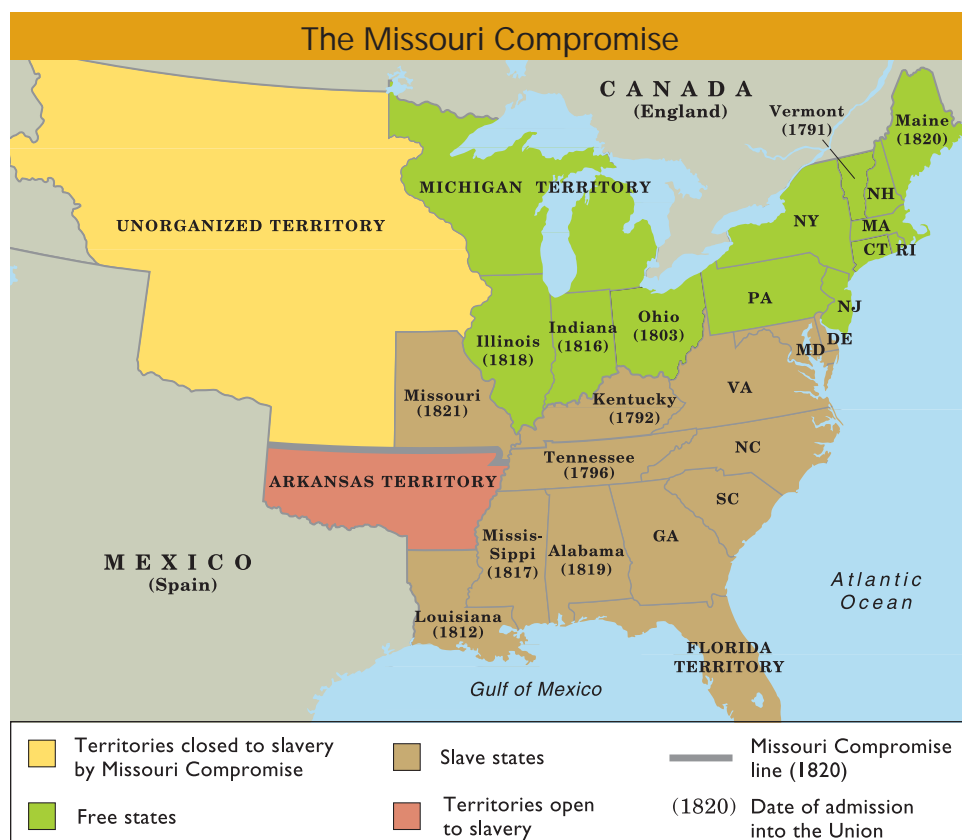 The Missouri Compromise
CANADA
(England)
Vermont
(1791)
Maine
(1820)
MICHIGAN TERRITORY
NH
UNORGANIZED TERRITORY
NY
MA
CT
RI
PA
NJ
Ohio
(1803)
Indiana
(1816)
Illinois
(1818)
MD
DE
Missouri
(1821)
Kentucky
(1792)
VA
NC
Tennessee
(1796)
ARKANSAS TERRITORY
SC
Missis-
Sippi
(1817)
Alabama
(1819)
GA
MEXICO
(Spain)
Atlantic
Ocean
Louisiana
(1812)
FLORIDA
TERRITORY
Gulf of Mexico
Territories closed to slavery
by Missouri Compromise
Free states
Slave states
Territories open
to slavery
Missouri Compromise
line (1820)
(1820) Date of admission
into the Union